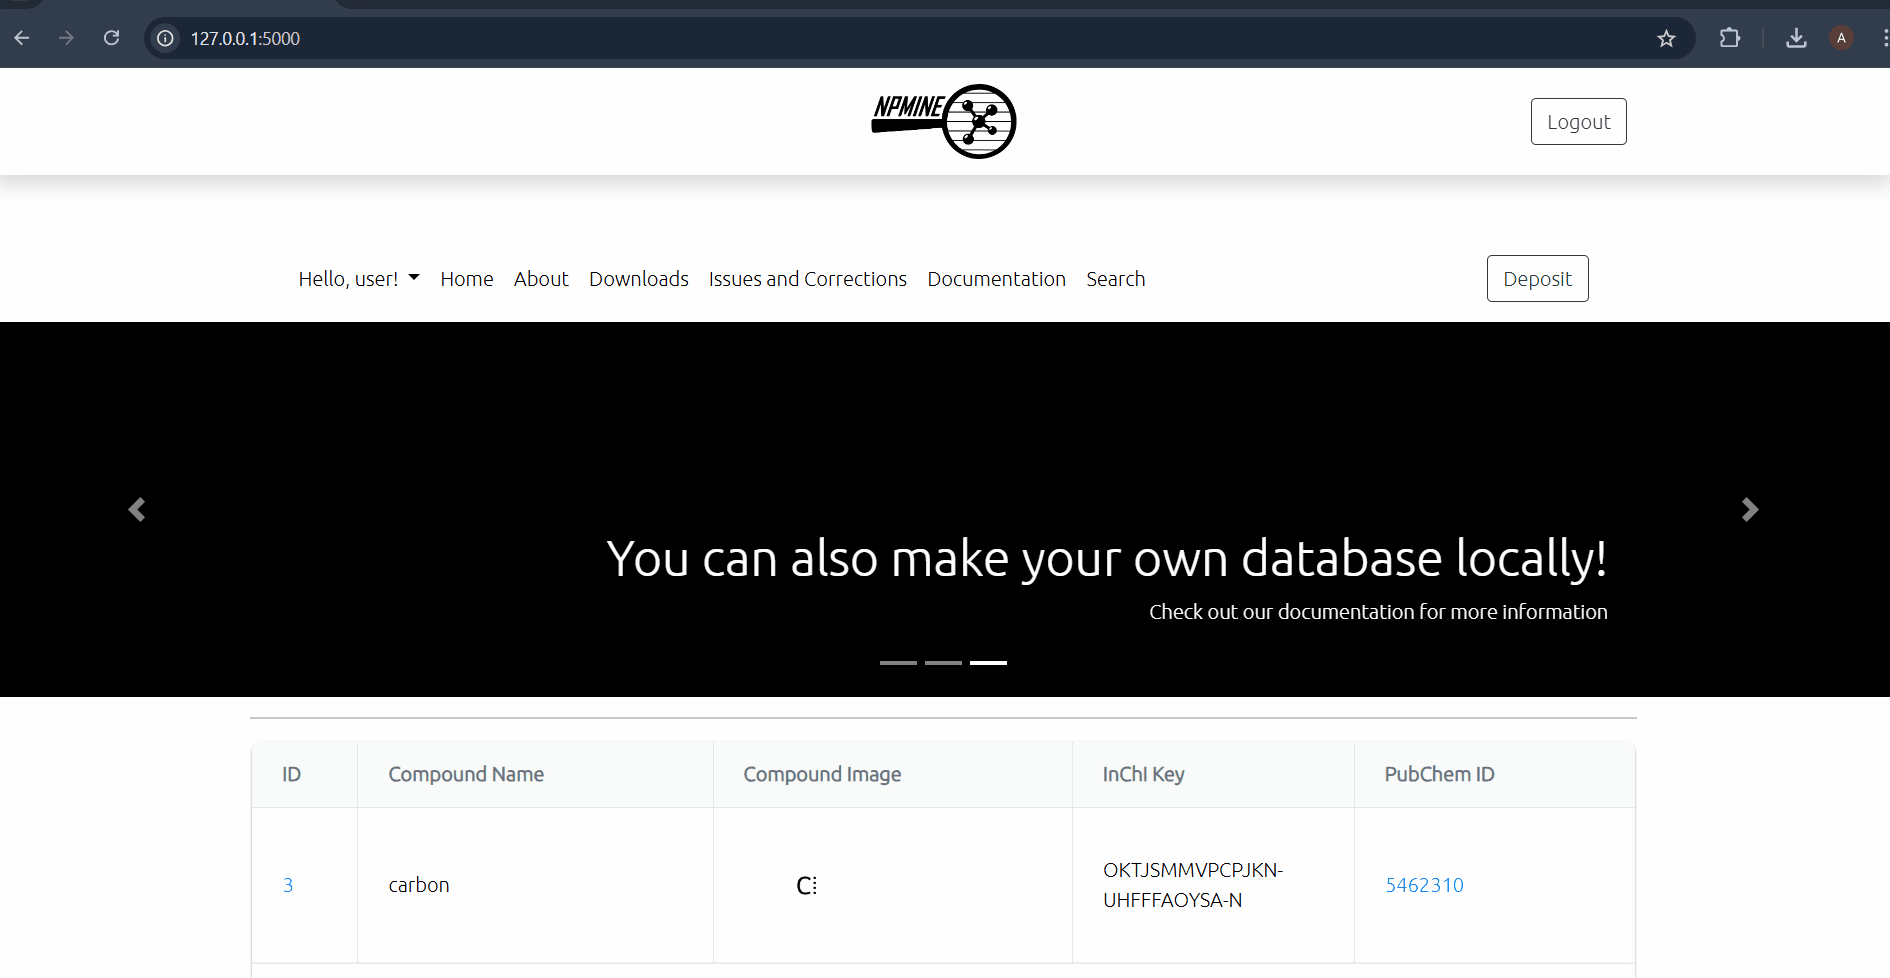 127.0.0.1:5000
A
NPMINE
Logout
Hello, user! Home About Downloads Issues and Corrections Documentation Search Deposit
You can also make your own database locally!
Check out our documentation for more information
ID Compound Name Compound Image InChI Key PubChem ID
3 carbon C OKTJSMMVPCPJKN-
UHFFFAOYSA-N 5462310